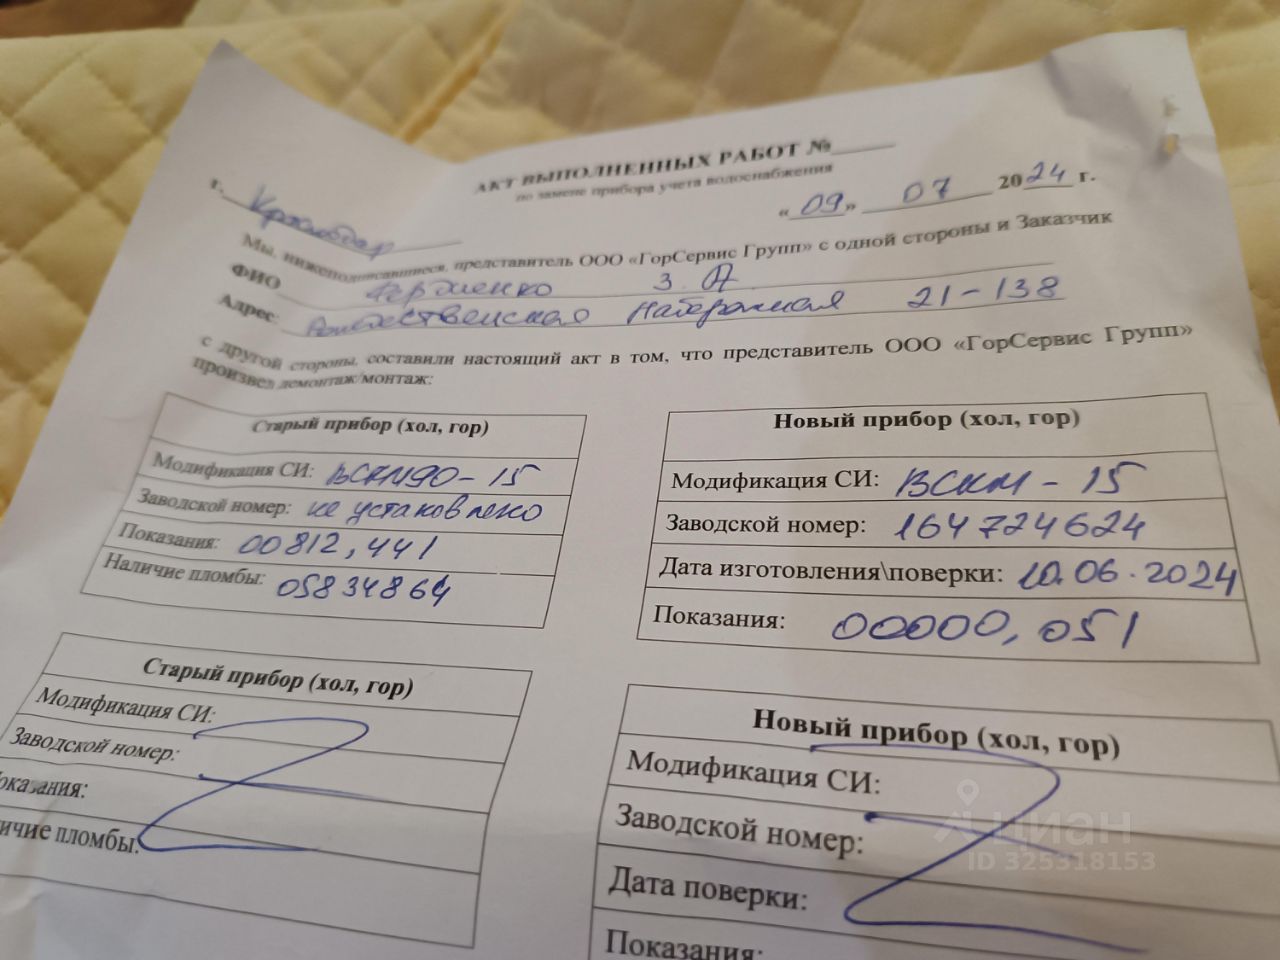 АКТ ВЫПОЛНЕННЫХ РАБОТ №
по замене прибора учета водоснабжения
г. Краснодар
«09» 07 2024 г.
Мы, нижеподписавшиеся, представитель ООО «ГорСервис Групп» с одной стороны и Заказчик
ФИО З. А.
Адрес: Рождественская Набережная 21-138
с другой стороны, составили настоящий акт в том, что представитель ООО «ГорСервис Групп»
произвел демонтаж/монтаж:
Старый прибор (хол, гор)
Модификация СИ: ВСКМ90-15
Заводской номер: не установлено
Показания: 00812,441
Наличие пломбы: 05834864
Новый прибор (хол, гор)
Модификация СИ: ВСКМ-15
Заводской номер: 164724624
Дата изготовления\поверки: 10.06.2024
Показания: 00000,051
Старый прибор (хол, гор)
Модификация СИ:
Заводской номер:
оказания:
ичие пломбы:
Новый прибор (хол, гор)
Модификация СИ:
Заводской номер:
Дата поверки:
Показания:
циан
ID 325318153